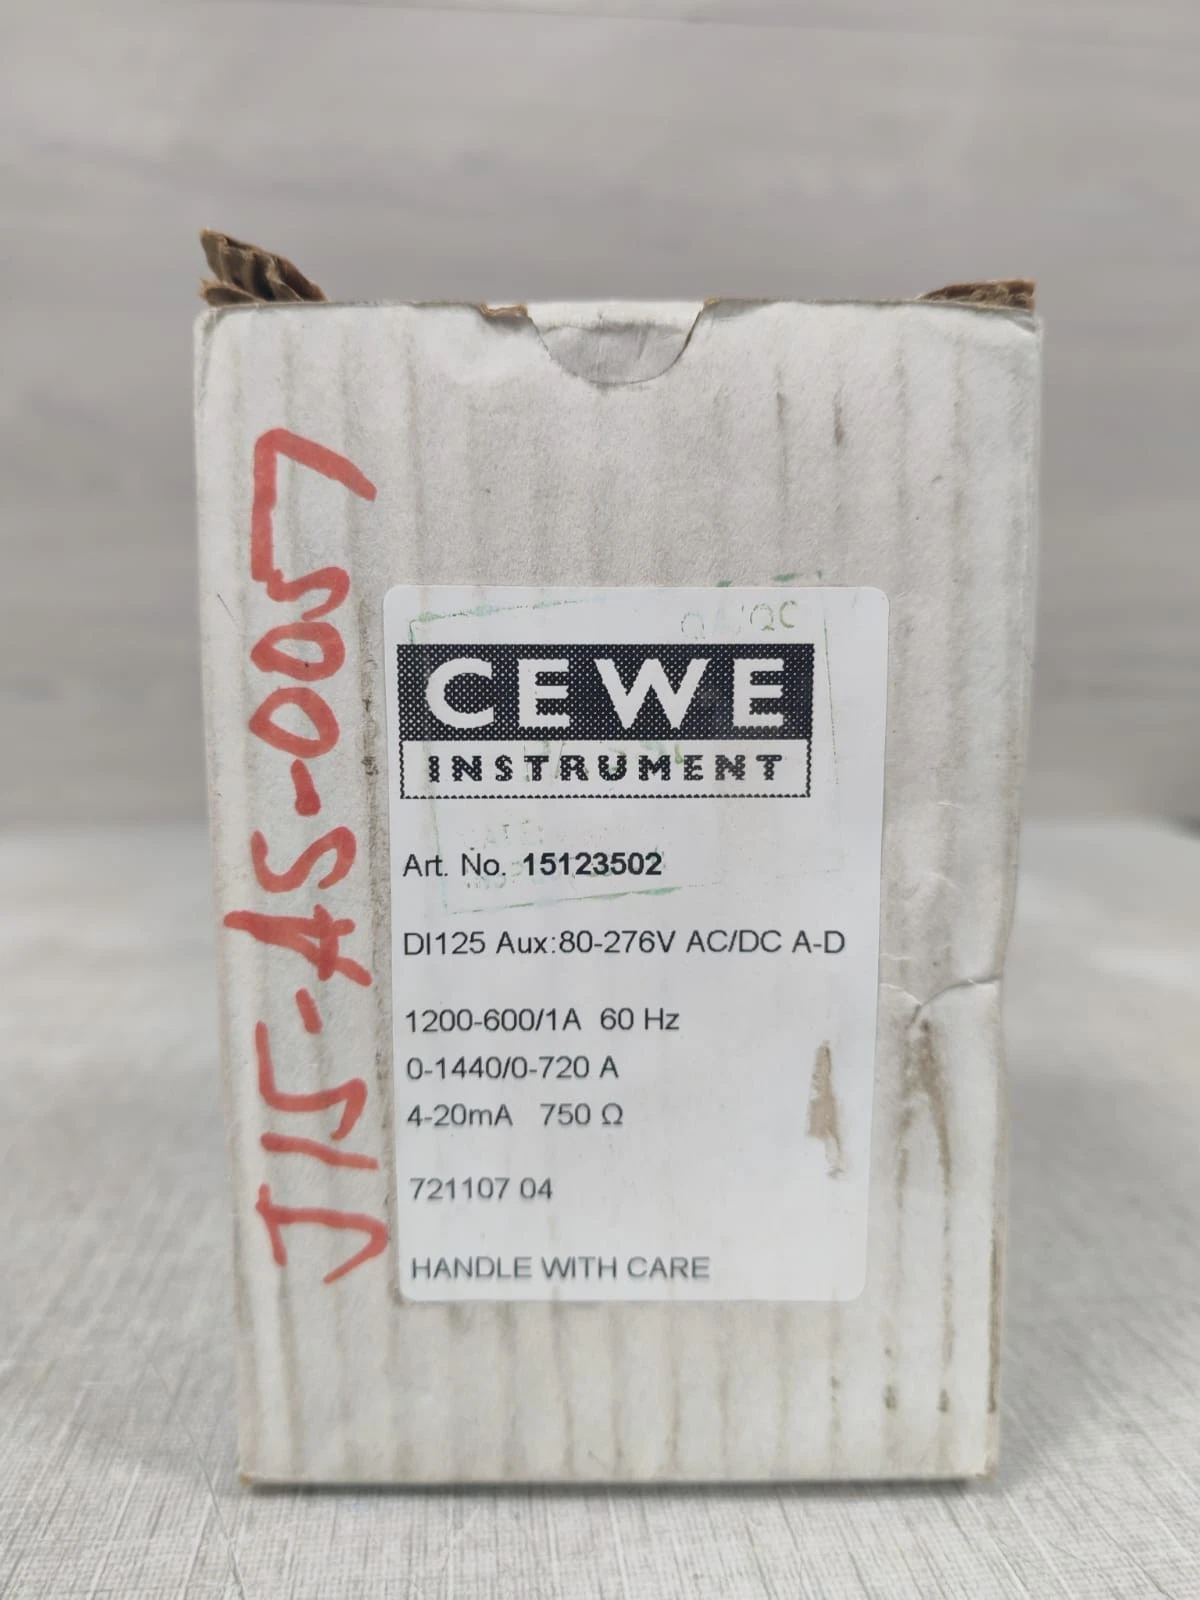 J15-AS-0057
QA/QC
CEWE
INSTRUMENT
Art. No. 15123502
DI125 Aux:80-276V AC/DC A-D
1200-600/1A 60 Hz
0-1440/0-720 A
4-20mA 750 Ω
721107 04
HANDLE WITH CARE